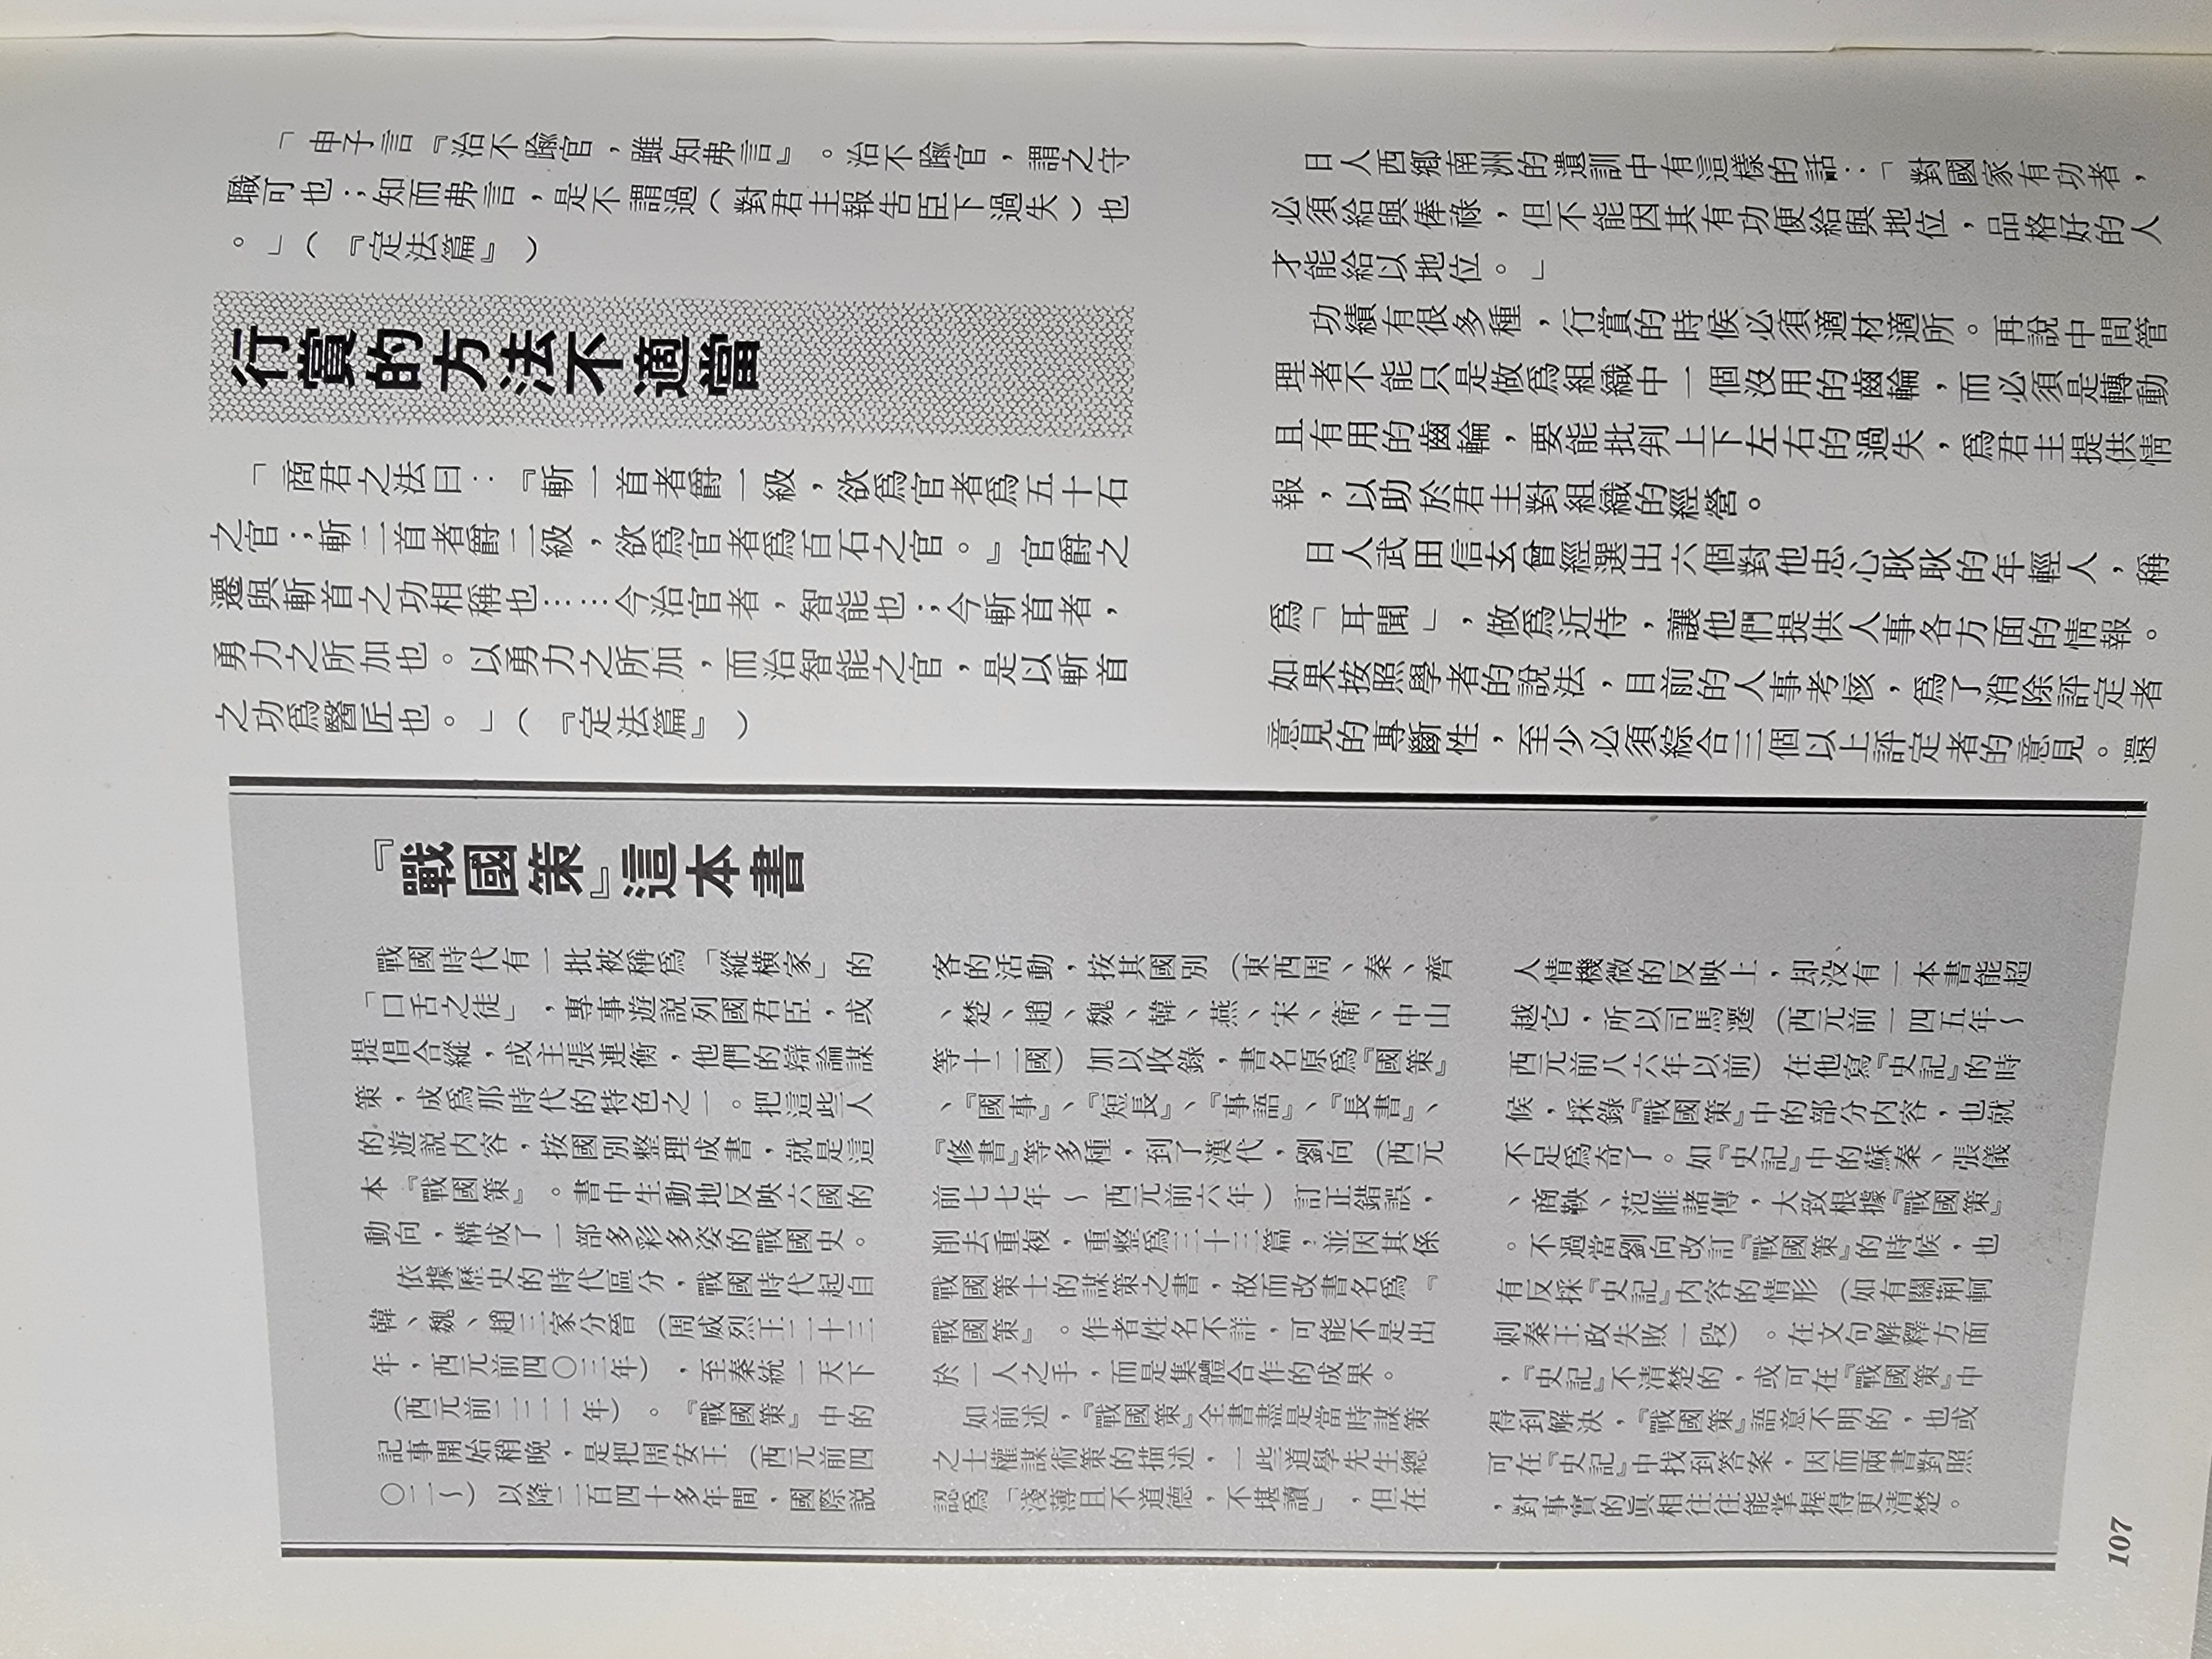 「申子言『治不踰官，雖知弗言』。治不踰官，謂之守
職可也；知而弗言，是不謂過（對君主報告臣下過失）也
。」（『定法篇』）
行賞的方法不適當
「商君之法曰：『斬一首者爵一級，欲爲官者爲五十石
之官；斬二首者爵二級，欲爲官者爲百石之官。』官爵之
遷與斬首之功相稱也……今治官者，智能也；今斬首者，
勇力之所加也。以勇力之所加，而治智能之官，是以斬首
之功爲醫匠也。」（『定法篇』）
日人西鄉南洲的遺訓中有這樣的話：「對國家有功者，
必須給與俸祿，但不能因其有功便給與地位，品格好的人
才能給以地位。」
功績有很多種，行賞的時候必須適材適所。再說中間管
理者不能只是做爲組織中一個沒用的齒輪，而必須是轉動
且有用的齒輪，要能批判上下左右的過失，爲君主提供情
報，以助於君主對組織的經營。
日人武田信玄曾經選出六個對他忠心耿耿的年輕人，稱
爲「耳聞」，做爲近侍，讓他們提供人事各方面的情報。
如果按照學者的說法，目前的人事考核，爲了消除評定者
意見的專斷性，至少必須綜合三個以上評定者的意見。還
『戰國策』這本書
戰國時代有一批被稱爲「縱橫家」的
「口舌之徒」，專事遊說列國君臣，或
提倡合縱，或主張連衡，他們的辯論謀
策，成爲那時代的特色之一。把這些人
的遊說內容，按國別整理成書，就是這
本『戰國策』。書中生動地反映六國的
動向，構成了一部多彩多姿的戰國史。
依據歷史的時代區分，戰國時代起自
韓、魏、趙三家分晉（周威烈王二十三
年，西元前四〇三年），至秦統一天下
（西元前二二一年）。『戰國策』中的
記事開始稍晚，是把周安王（西元前四
〇二～）以降二百四十多年間，國際說
客的活動，按其國別（東西周、秦、齊
、楚、趙、魏、韓、燕、宋、衛、中山
等十二國）加以收錄，書名原爲『國策』
、『國事』、『短長』、『事語』、『長書』、
『修書』等多種，到了漢代，劉向（西元
前七七年～西元前六年）訂正錯誤，
削去重複，重整爲三十三篇，並因其係
戰國策士的謀策之書，故而改書名爲『
戰國策』。作者姓名不詳，可能不是出
於一人之手，而是集體合作的成果。
如前述，『戰國策』全書盡是當時謀策
之士權謀術策的描述，一些道學先生總
認爲「淺薄且不道德，不堪讀」，但在
人情機微的反映上，却没有一本書能超
越它，所以司馬遷（西元前一四五年～
西元前八六年以前）在他寫『史記』的時
候，採錄『戰國策』中的部分內容，也就
不足爲奇了。如『史記』中的蘇秦、張儀
、商鞅、范睢諸傳，大致根據『戰國策』
。不過當劉向改訂『戰國策』的時候，也
有反採『史記』內容的情形（如有關荊軻
刺秦王政失敗一段）。在文句解釋方面
，『史記』不清楚的，或可在『戰國策』中
得到解決，『戰國策』語意不明的，也或
可在『史記』中找到答案，因而兩書對照
，對事實的眞相往往能掌握得更清楚。
107